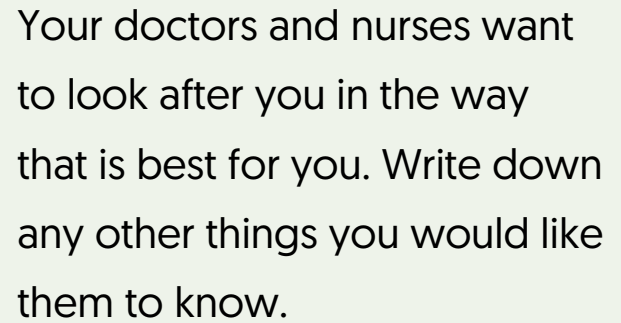 Your doctors and nurses want
to look after you in the way
that is best for you. Write down
any other things you would like
them to know.